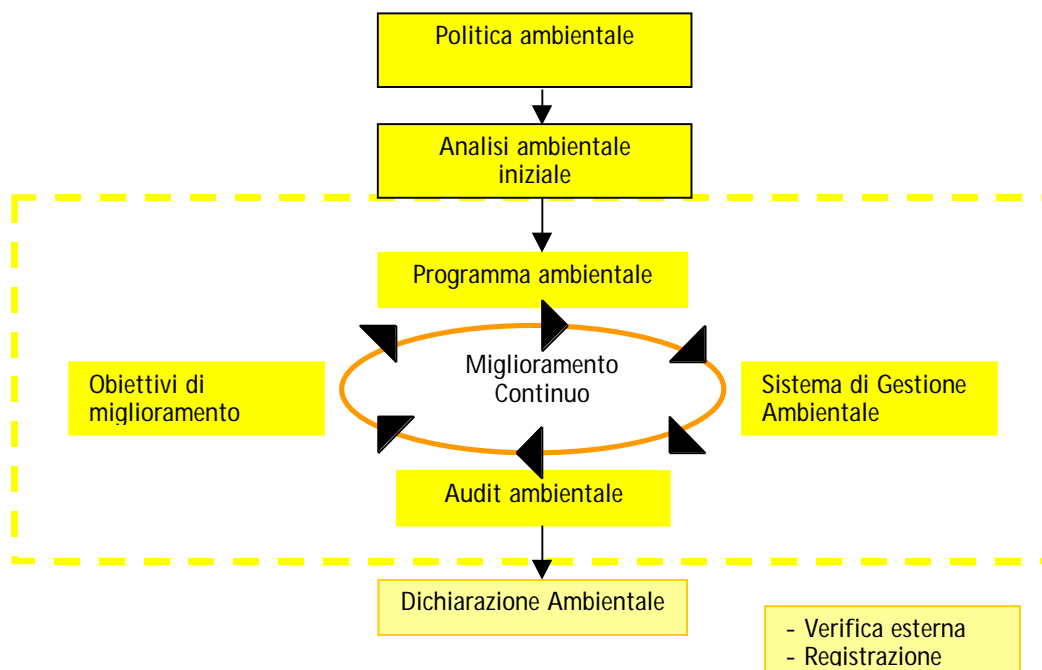 Politica ambientale
Analisi ambientale
iniziale
Programma ambientale
Miglioramento
Continuo
Obiettivi di
miglioramento
Sistema di Gestione
Ambientale
Audit ambientale
Dichiarazione Ambientale
- Verifica esterna
- Registrazione